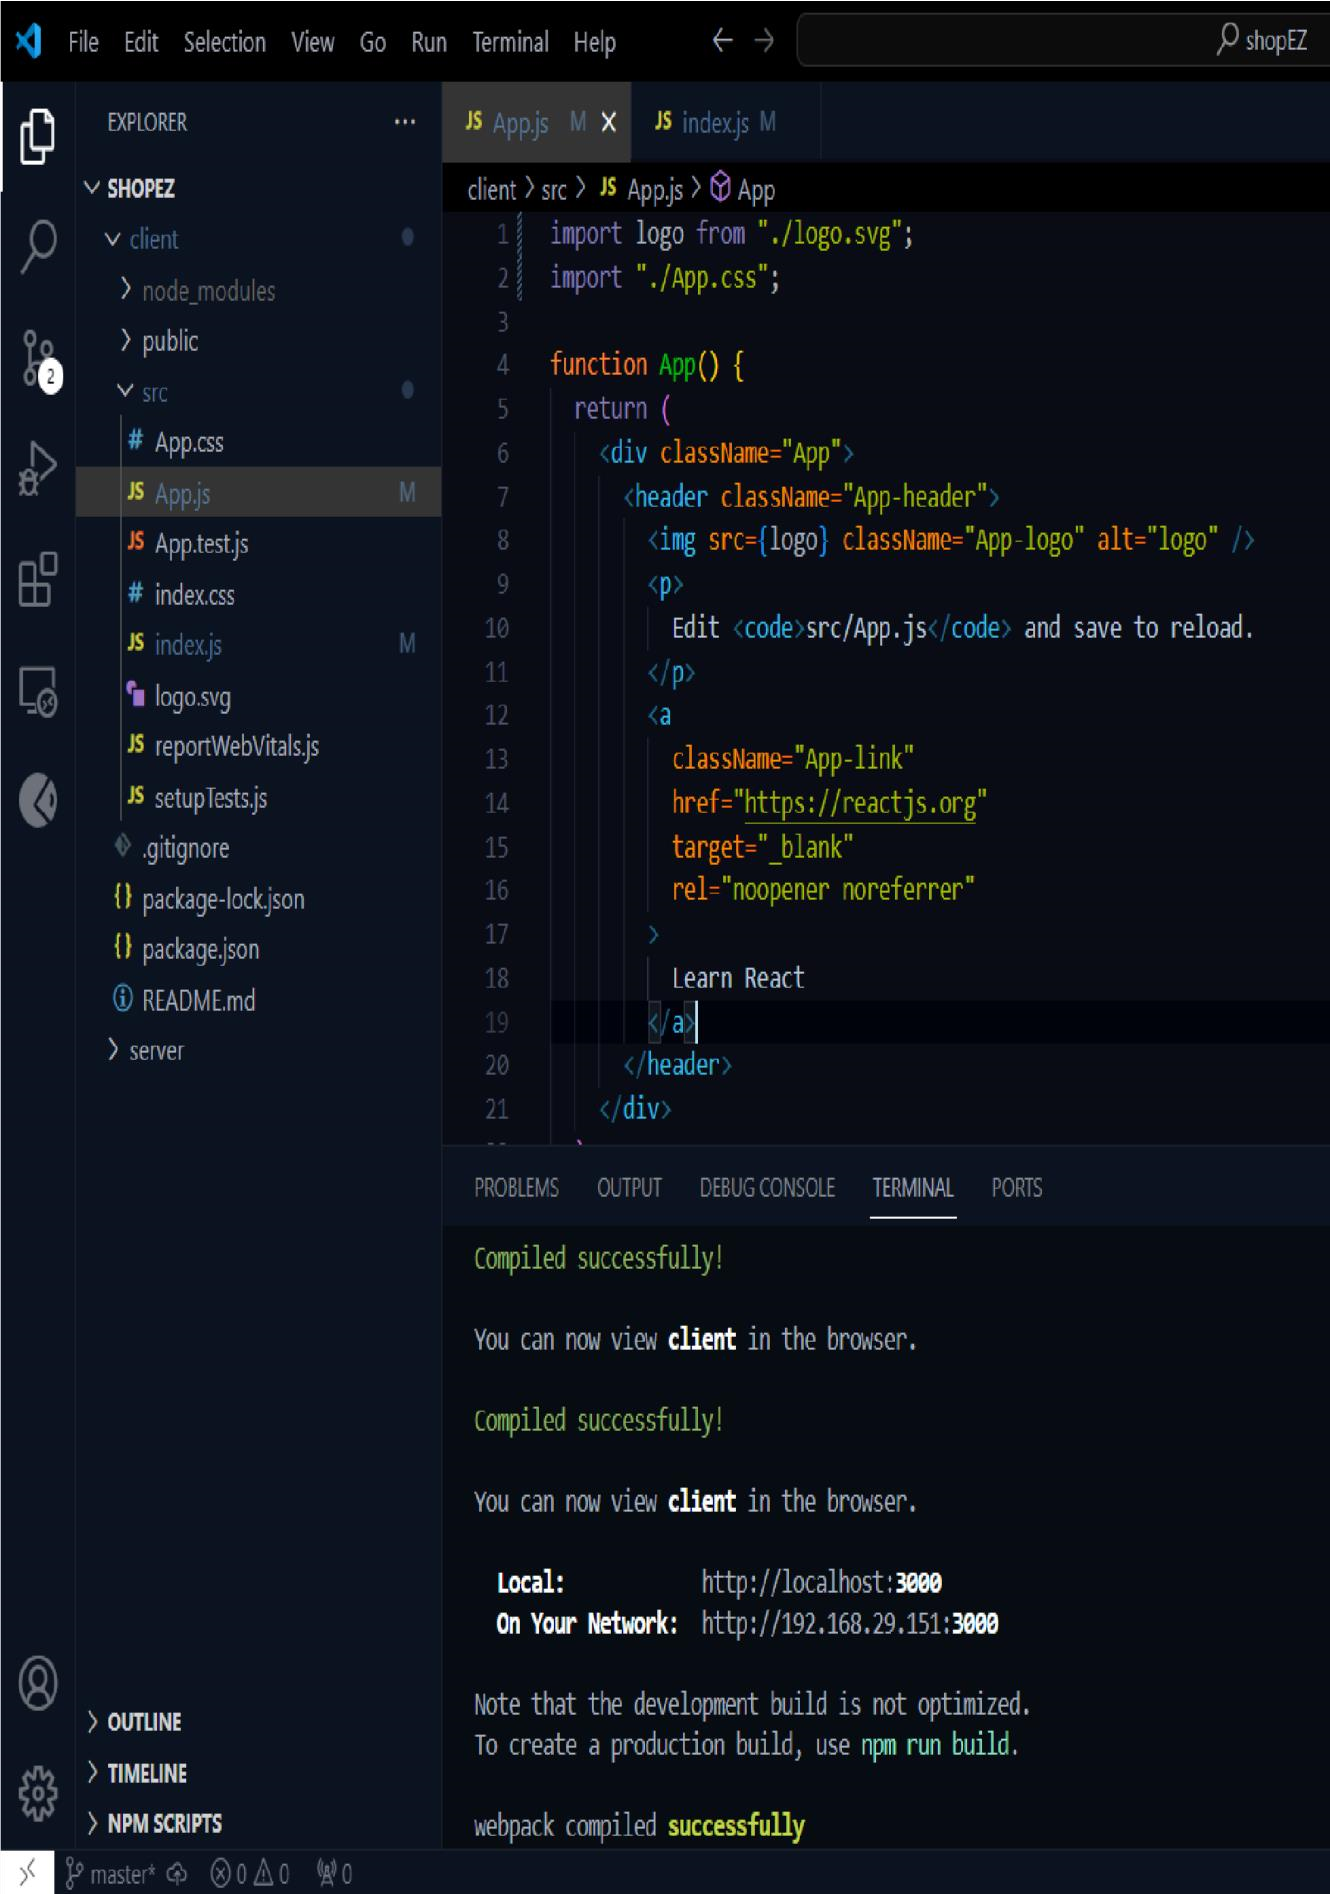 File Edit Selection View Go Run Terminal Help
shopEZ
EXPLORER
SHOPEZ
client
node_modules
public
src
# App.css
JS App.js M
JS App.test.js
# index.css
JS index.js M
logo.svg
JS reportWebVitals.js
JS setupTests.js
.gitignore
{} package-lock.json
{} package.json
README.md
server
OUTLINE
TIMELINE
NPM SCRIPTS
2
JS App.js M JS index.js M
client > src > JS App.js > App
1 import logo from "./logo.svg";
2 import "./App.css";
3
4 function App() {
5 return (
6 <div className="App">
7 <header className="App-header">
8 <img src={logo} className="App-logo" alt="logo" />
9 <p>
10 Edit <code>src/App.js</code> and save to reload.
11 </p>
12 <a
13 className="App-link"
14 href="https://reactjs.org"
15 target="_blank"
16 rel="noopener noreferrer"
17 >
18 Learn React
19 </a>
20 </header>
21 </div>
PROBLEMS OUTPUT DEBUG CONSOLE TERMINAL PORTS
Compiled successfully!
You can now view client in the browser.
Compiled successfully!
You can now view client in the browser.
Local: http://localhost:3000
On Your Network: http://192.168.29.151:3000
Note that the development build is not optimized.
To create a production build, use npm run build.
webpack compiled successfully
master* 0 0 0